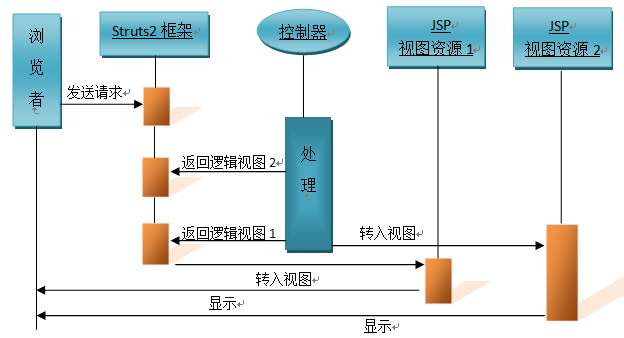 浏览者
Struts2 框架
控制器
JSP
视图资源 1
JSP
视图资源 2
发送请求
处理
返回逻辑视图 2
返回逻辑视图 1
转入视图
转入视图
显示
显示